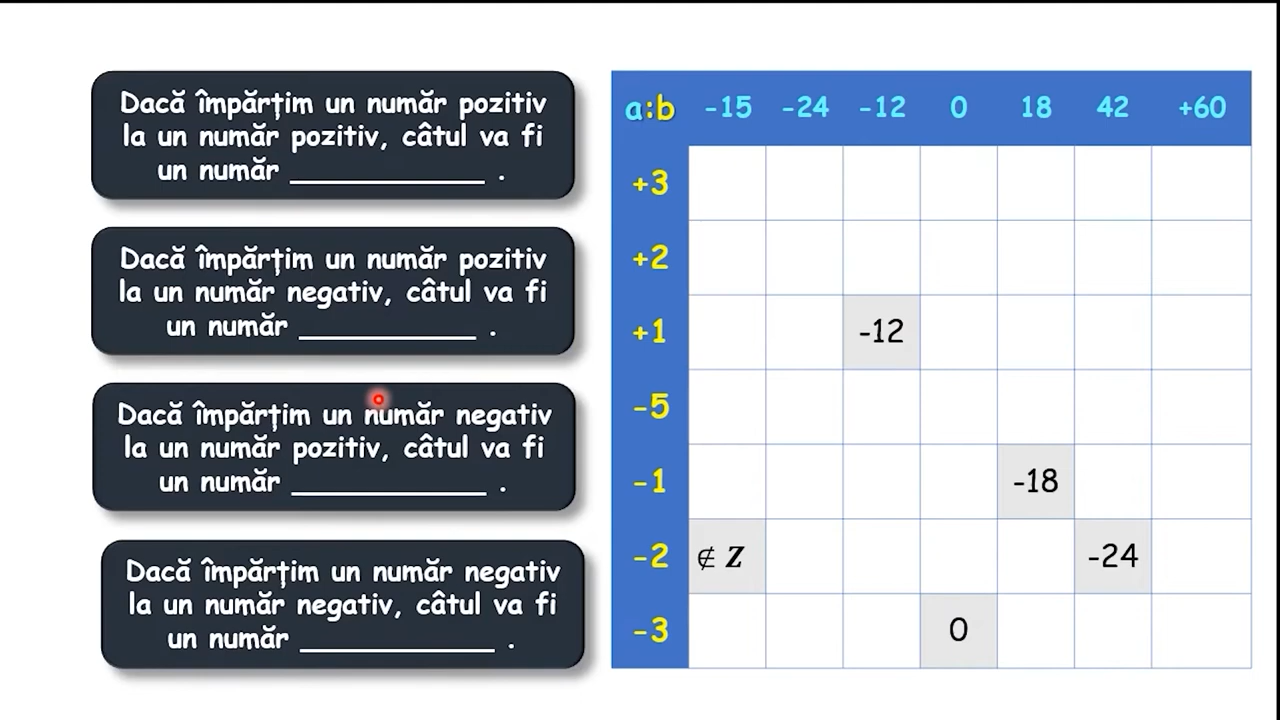 Dacă împărțim un număr pozitiv
la un număr pozitiv, câtul va fi
un număr ____________ .
Dacă împărțim un număr pozitiv
la un număr negativ, câtul va fi
un număr ___________ .
Dacă împărțim un număr negativ
la un număr pozitiv, câtul va fi
un număr ____________ .
Dacă împărțim un număr negativ
la un număr negativ, câtul va fi
un număr ____________ .
a:b -15 -24 -12 0 18 42 +60
+3
+2
+1 -12
-5
-1 -18
-2 ∉ Z -24
-3 0